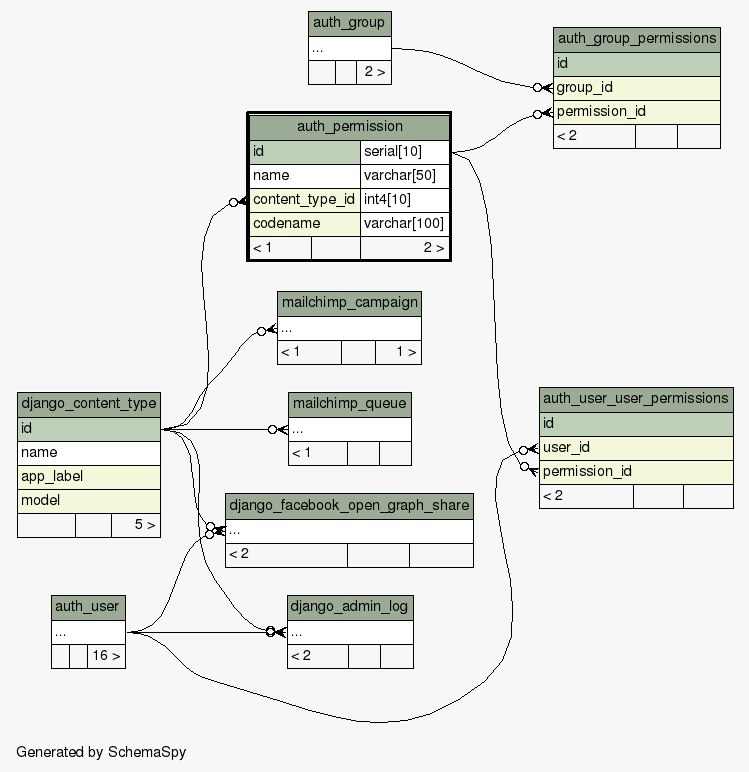 auth_group
...
2 >
auth_group_permissions
id
group_id
permission_id
< 2
auth_permission
id serial[10]
name varchar[50]
content_type_id int4[10]
codename varchar[100]
< 1 2 >
mailchimp_campaign
...
< 1 1 >
django_content_type
id
name
app_label
model
5 >
mailchimp_queue
...
< 1
auth_user_user_permissions
id
user_id
permission_id
< 2
django_facebook_open_graph_share
...
< 2
auth_user
...
16 >
django_admin_log
...
< 2
Generated by SchemaSpy